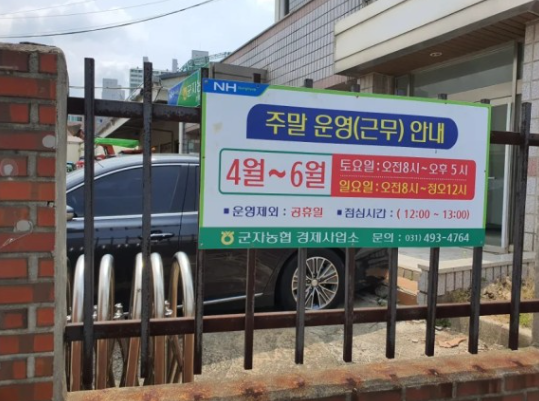 NH
주말 운영(근무) 안내
4월~6월
토요일:오전8시~오후 5시
일요일:오전8시~정오12시
▪운영제외 : 공휴일 ▪점심시간 : ( 12:00 ~ 13:00)
군자농협 경제사업소 문의 : 031) 493-4764